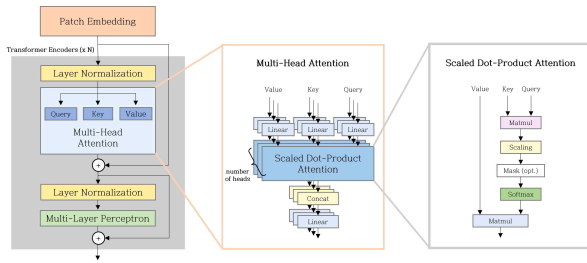 Patch Embedding
Transformer Encoders (x N)
Layer Normalization
Query
Key
Value
Multi-Head
Attention
+
Layer Normalization
Multi-Layer Perceptron
+
Multi-Head Attention
Value
Key
Query
Linear
Linear
Linear
Scaled Dot-Product
Attention
number
of heads
Concat
Linear
Scaled Dot-Product Attention
Value
Key
Query
Matmul
Scaling
Mask (opt.)
Softmax
Matmul